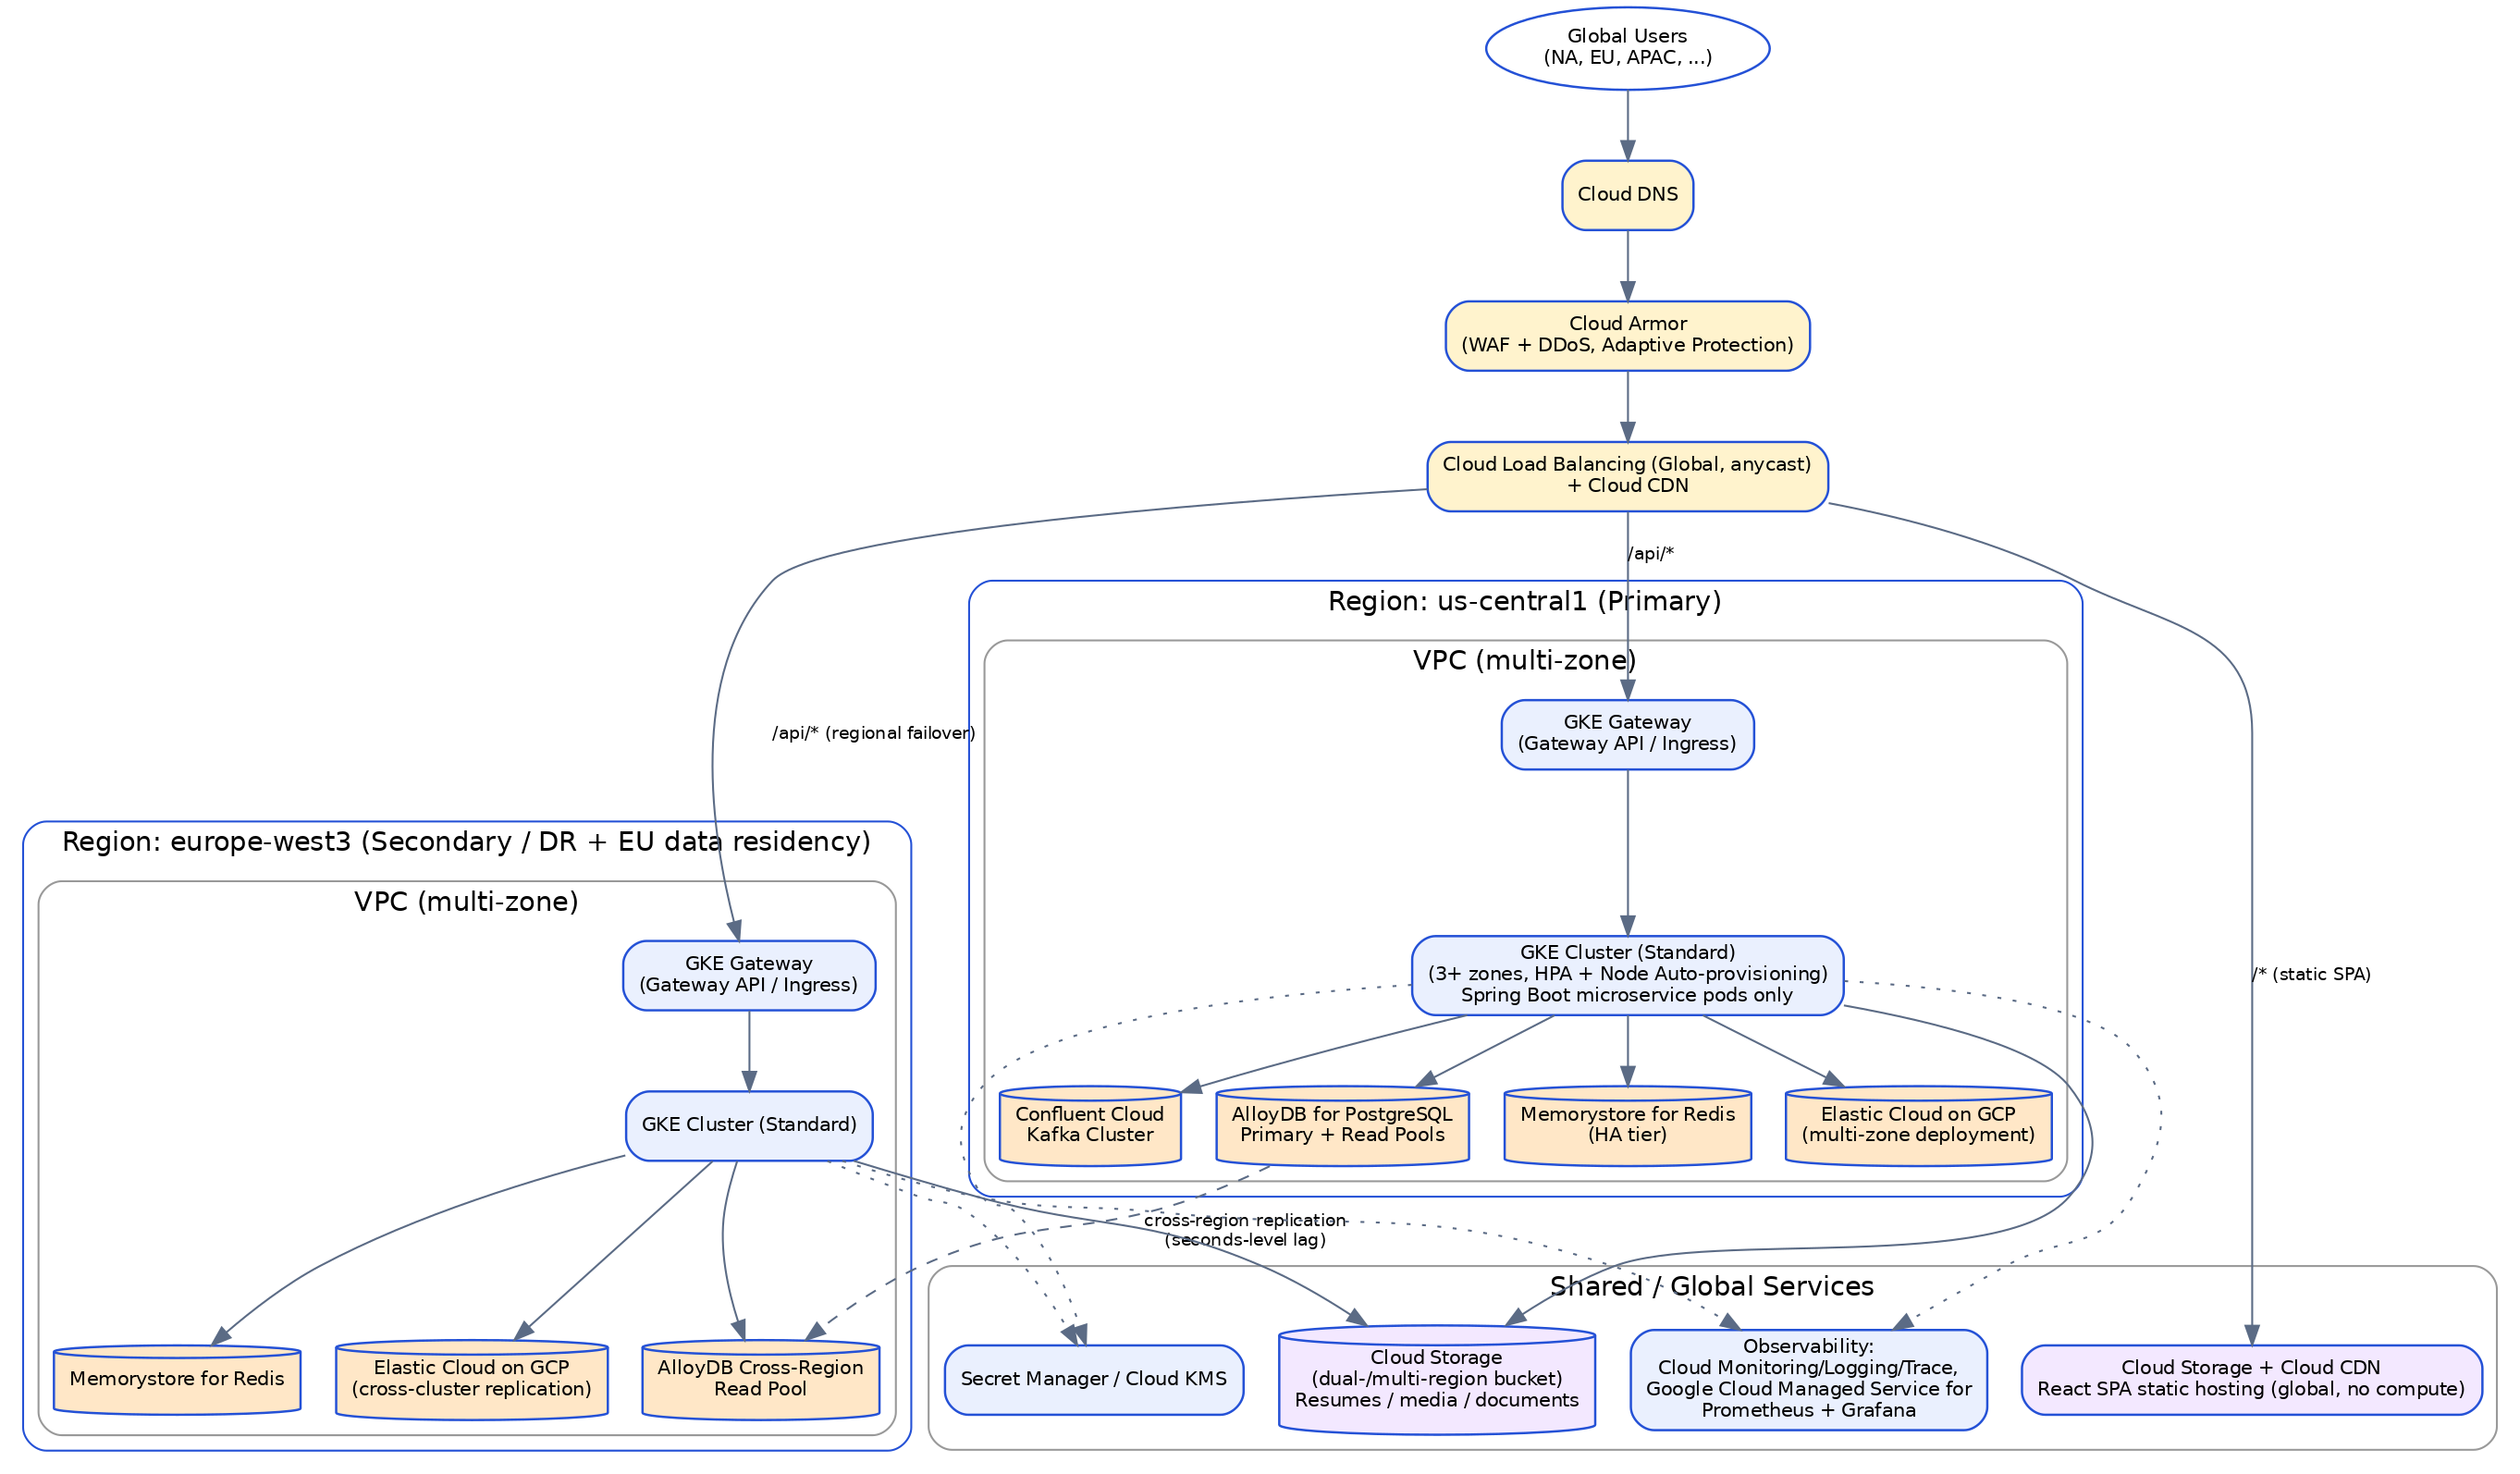 Global Users
(NA, EU, APAC, ...)
Cloud DNS
Cloud Armor
(WAF + DDoS, Adaptive Protection)
Cloud Load Balancing (Global, anycast)
+ Cloud CDN
/api/*
Region: us-central1 (Primary)
VPC (multi-zone)
GKE Gateway
(Gateway API / Ingress)
/api/* (regional failover)
Region: europe-west3 (Secondary / DR + EU data residency)
VPC (multi-zone)
GKE Gateway
(Gateway API / Ingress)
GKE Cluster (Standard)
(3+ zones, HPA + Node Auto-provisioning)
Spring Boot microservice pods only
/* (static SPA)
GKE Cluster (Standard)
Confluent Cloud
Kafka Cluster
AlloyDB for PostgreSQL
Primary + Read Pools
Memorystore for Redis
(HA tier)
Elastic Cloud on GCP
(multi-zone deployment)
cross-region replication
(seconds-level lag)
Shared / Global Services
Memorystore for Redis
Elastic Cloud on GCP
(cross-cluster replication)
AlloyDB Cross-Region
Read Pool
Secret Manager / Cloud KMS
Cloud Storage
(dual-/multi-region bucket)
Resumes / media / documents
Observability:
Cloud Monitoring/Logging/Trace,
Google Cloud Managed Service for
Prometheus + Grafana
Cloud Storage + Cloud CDN
React SPA static hosting (global, no compute)